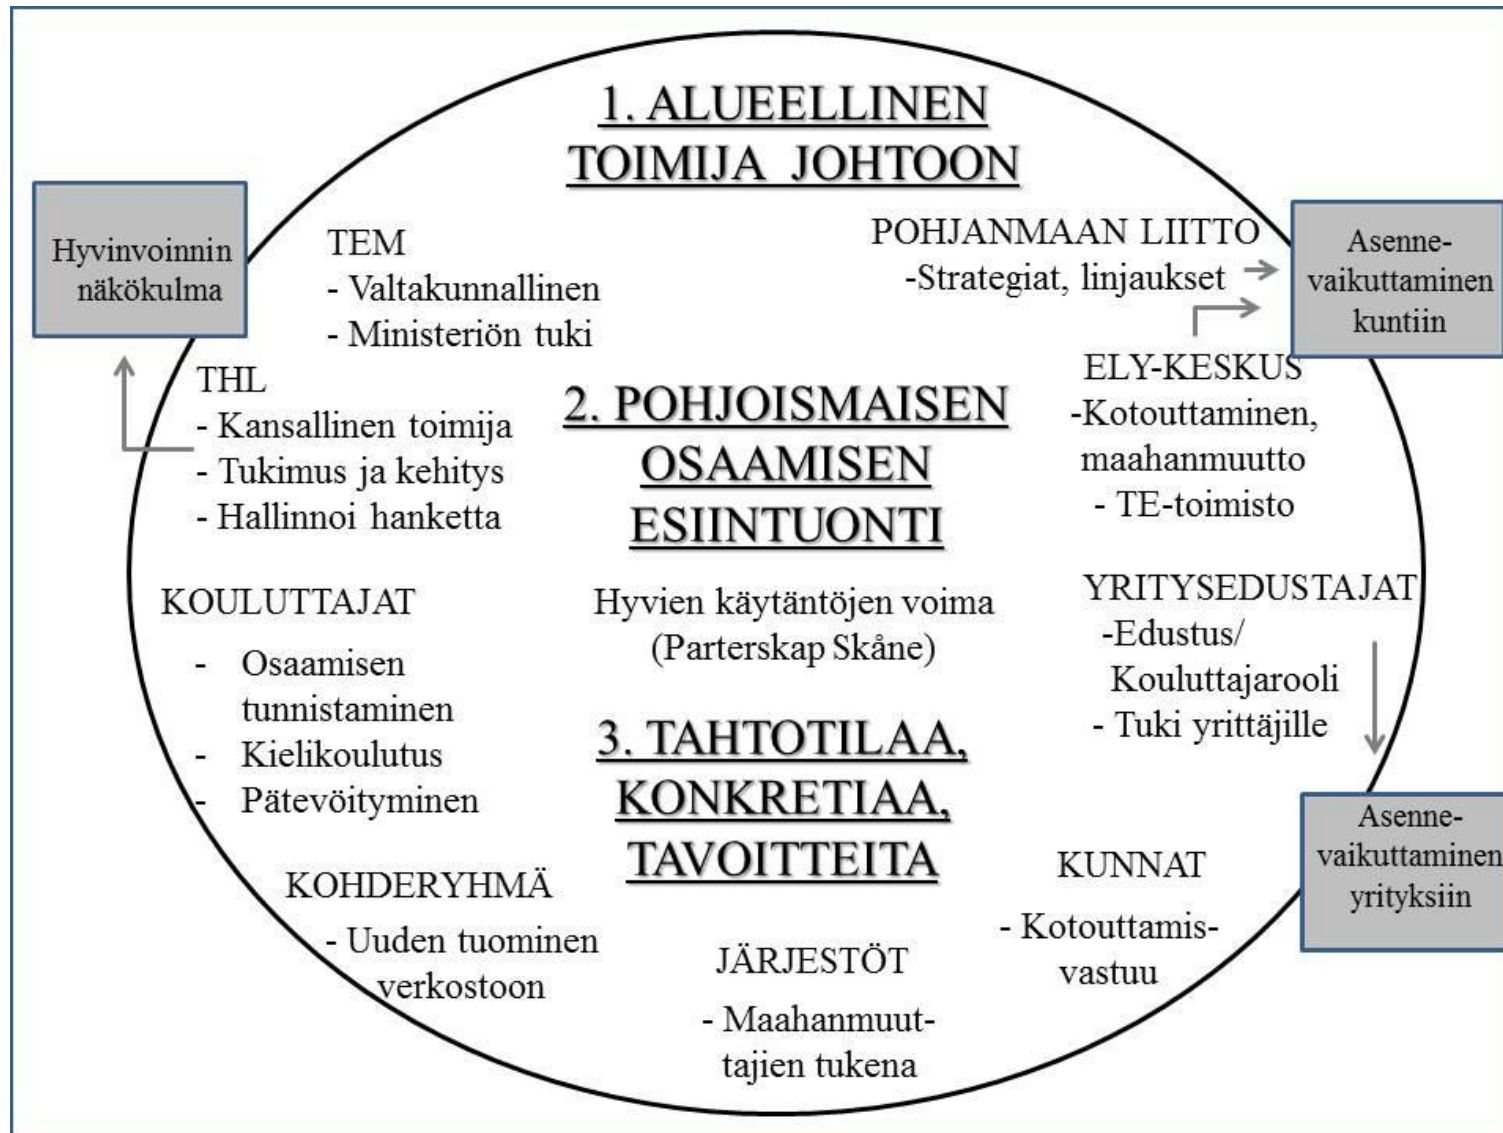 1. ALUEELLINEN
TOIMIJA JOHTOON
Hyvinvoinnin
näkökulma
TEM
- Valtakunnallinen
- Ministeriön tuki
POHJANMAAN LIITTO
-Strategiat, linjaukset
Asenne-
vaikuttaminen
kuntiin
THL
- Kansallinen toimija
- Tukimus ja kehitys
- Hallinnoi hanketta
2. POHJOISMAISEN
OSAAMISEN
ESIINTUONTI
Hyvien käytäntöjen voima
(Parterskap Skåne)
ELY-KESKUS
-Kotouttaminen,
maahanmuutto
- TE-toimisto
KOULUTTAJAT
- Osaamisen
tunnistaminen
- Kielikoulutus
- Pätevöityminen
3. TAHTOTILAA,
KONKRETIAA,
TAVOITTEITA
YRITYSEDUSTAJAT
-Edustus/
Kouluttajarooli
- Tuki yrittäjille
Asenne-
vaikuttaminen
yrityksiin
KOHDERYHMÄ
- Uuden tuominen
verkostoon
JÄRJESTÖT
- Maahanmuut-
tajien tukena
KUNNAT
- Kotouttamis-
vastuu